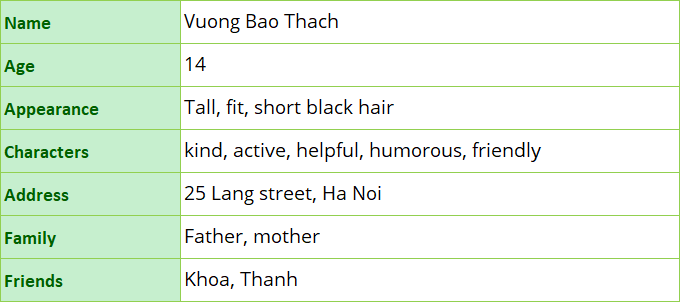 Name Vuong Bao Thach
Age 14
Appearance Tall, fit, short black hair
Characters kind, active, helpful, humorous, friendly
Address 25 Lang street, Ha Noi
Family Father, mother
Friends Khoa, Thanh